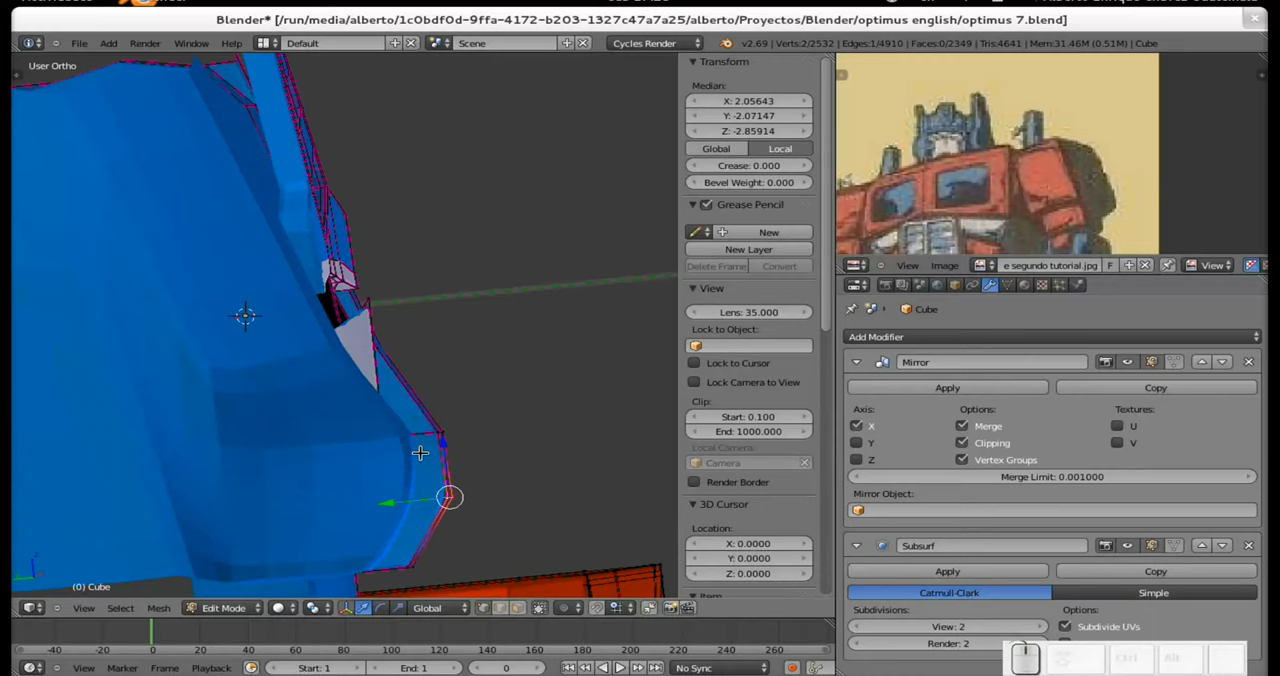 Blender* [/run/media/alberto/1c0bdf0d-9ffa-4172-b203-1327c47a7a25/alberto/Proyectos/Blender/optimus english/optimus 7.blend]
File Add Render Window Help Default Scene Cycles Render v2.69 | Verts:2/2532 | Edges:1/4910 | Faces:0/2349 | Tris:4641 | Mem:31.46M (0.51M) | Cube
User Ortho
Transform
Median:
X: 2.05643
Y: -2.07147
Z: -2.85914
Global Local
Crease: 0.000
Bevel Weight: 0.000
Grease Pencil
New
New Layer
Delete Frame Convert
View
Lens: 35.000
Lock to Object:
Lock to Cursor
Lock Camera to View
Clip:
Start: 0.100
End: 1000.000
Local Camera:
Camera
Render Border
3D Cursor
Location:
X: 0.0000
Y: 0.0000
Z: 0.0000
Item
View Image e segundo tutorial.jpg F View
Cube
Add Modifier
Mirror
Apply Copy
Axis: Options: Textures:
X Merge U
Y Clipping V
Z Vertex Groups
Merge Limit: 0.001000
Mirror Object:
Subsurf
Apply Copy
Catmull-Clark Simple
Subdivisions: Options:
View: 2 Subdivide UVs
Render: 2
Ctrl Alt
(0) Cube
View Select Mesh Edit Mode Global
-40 -20 0 20 40 60 80 100 120 140 160 180 200 220 240 260
View Marker Frame Playback Start: 1 End: 1 0 No Sync